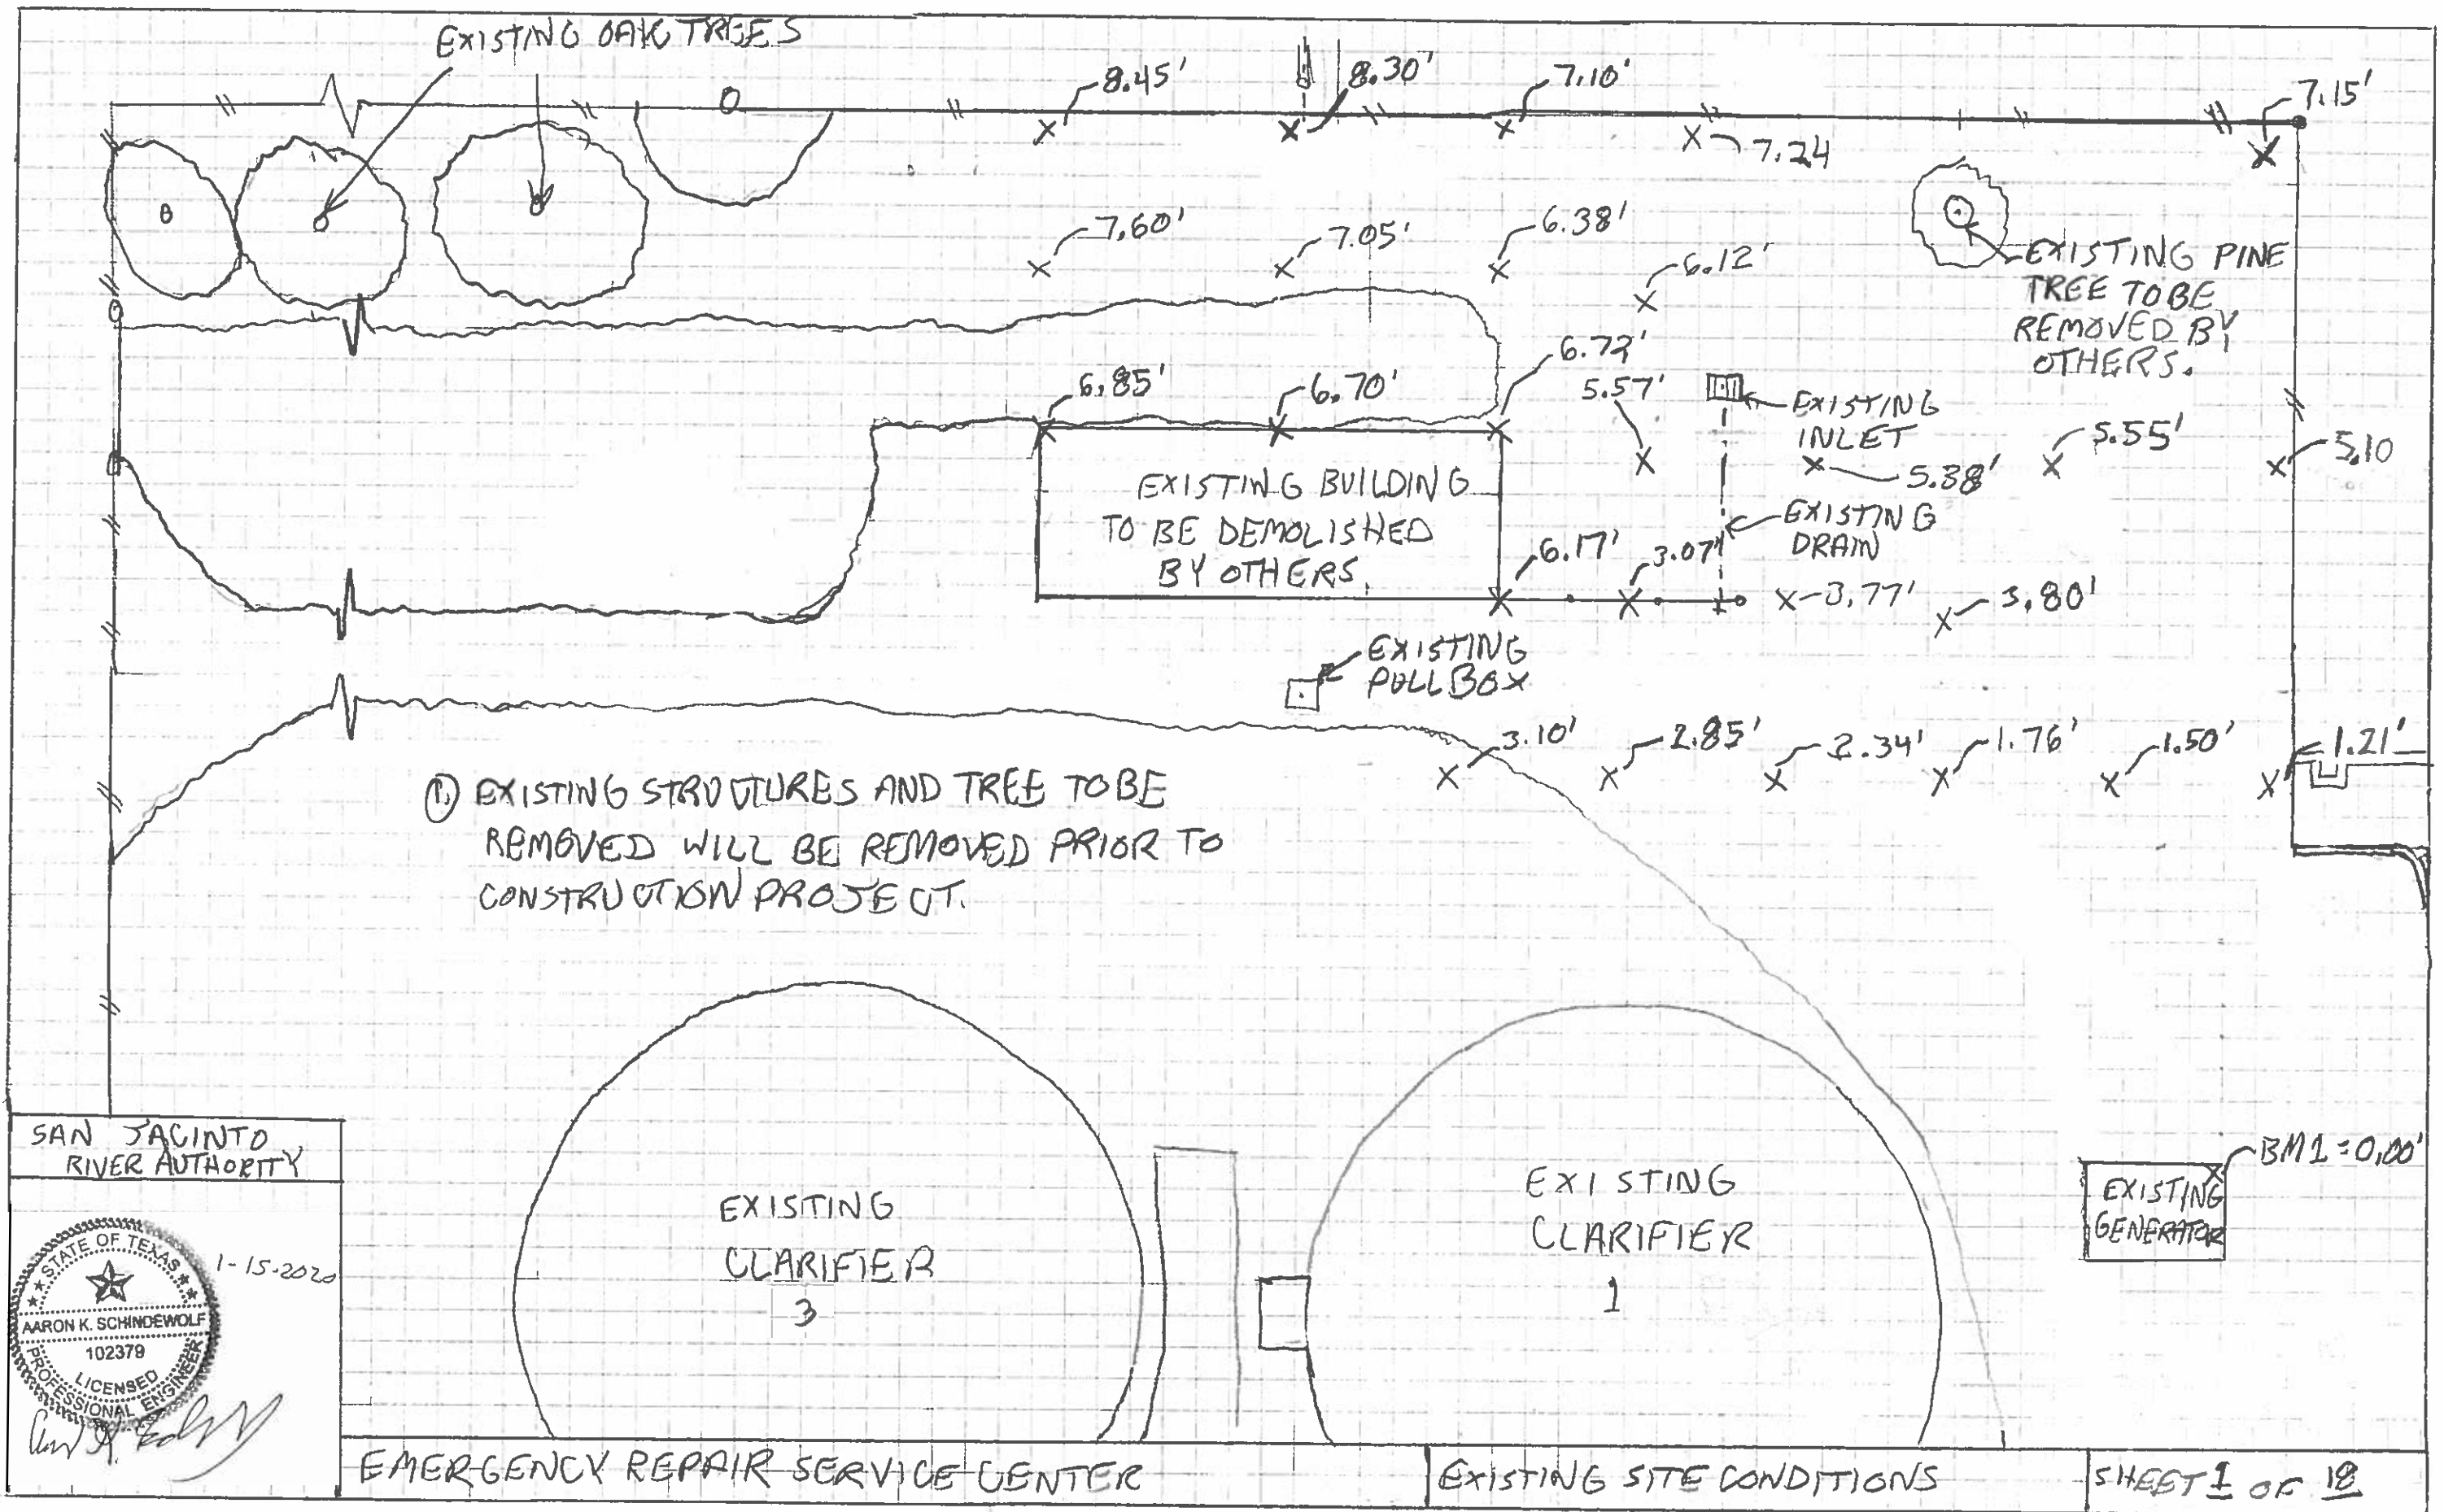 EXISTING OAK TREES
8.45'
8.30'
7.10'
7.15'
7.24
7.60'
7.05'
6.38'
6.12'
EXISTING PINE
TREE TO BE
REMOVED BY
OTHERS.
6.85'
6.70'
6.72'
5.57'
EXISTING
INLET
5.38'
5.55'
5.10
EXISTING BUILDING
TO BE DEMOLISHED
BY OTHERS.
6.17'
3.07'
EXISTING
DRAIN
3.77'
3.80'
EXISTING
PULL BOX
3.10'
2.85'
2.34'
1.76'
1.50'
1.21'
① EXISTING STRUCTURES AND TREE TO BE
REMOVED WILL BE REMOVED PRIOR TO
CONSTRUCTION PROJECT.
SAN JACINTO
RIVER AUTHORITY
EXISITING
CLARIFIER
3
EXISTING
CLARIFIER
1
BM1=0.00'
EXISTING
GENERATOR
1-15-2020
STATE OF TEXAS
AARON K. SCHINDEWOLF
102379
LICENSED
PROFESSIONAL ENGINEER
EMERGENCY REPAIR SERVICE CENTER
EXISTING SITE CONDITIONS
SHEET 1 OF 18